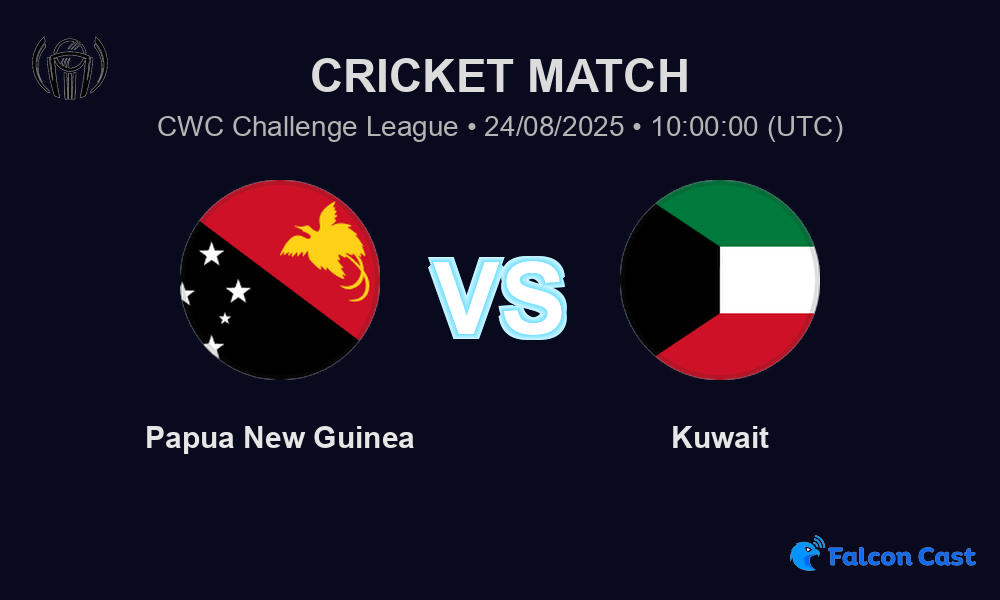 CRICKET MATCH
CWC Challenge League • 24/08/2025 • 10:00:00 (UTC)
VS
Papua New Guinea
Kuwait
Falcon Cast